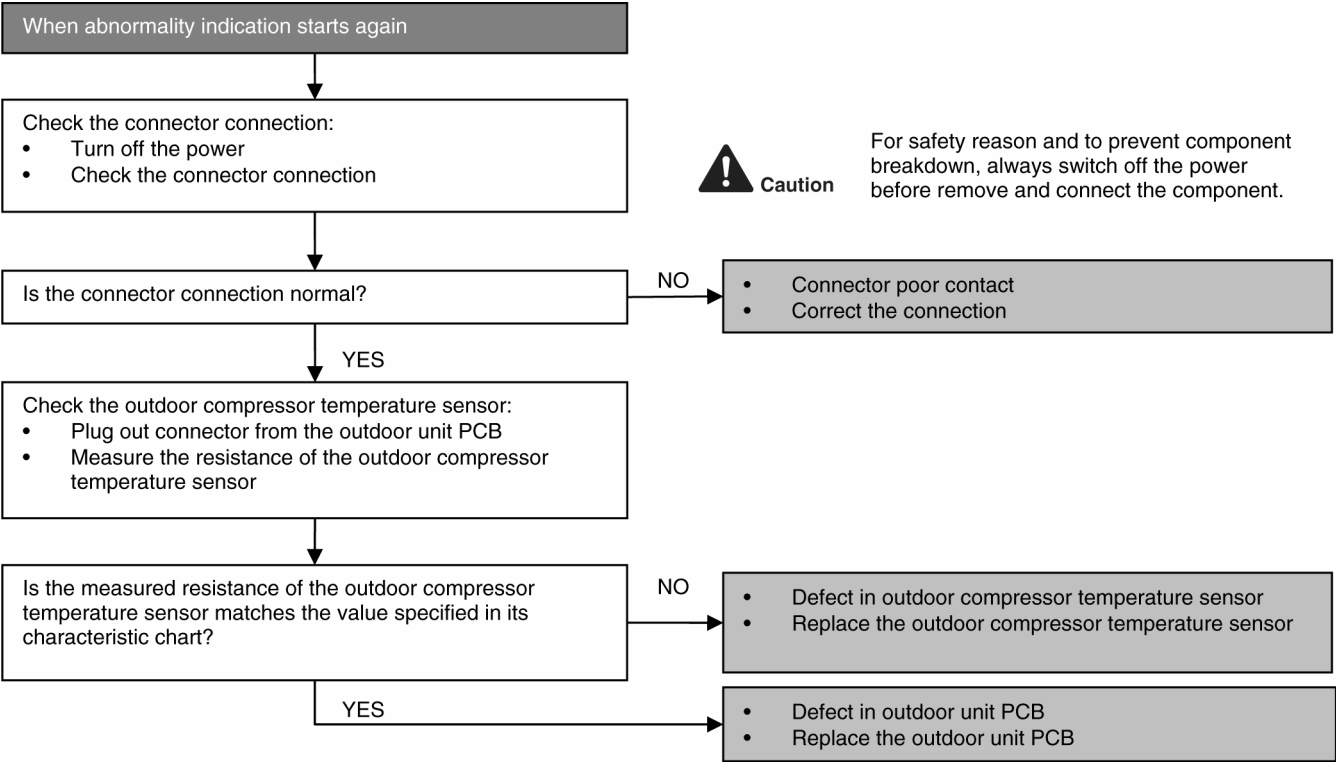 When abnormality indication starts again
Check the connector connection:
• Turn off the power
• Check the connector connection
Caution
For safety reason and to prevent component
breakdown, always switch off the power
before remove and connect the component.
Is the connector connection normal?
NO
• Connector poor contact
• Correct the connection
YES
Check the outdoor compressor temperature sensor:
• Plug out connector from the outdoor unit PCB
• Measure the resistance of the outdoor compressor
temperature sensor
Is the measured resistance of the outdoor compressor
temperature sensor matches the value specified in its
characteristic chart?
NO
• Defect in outdoor compressor temperature sensor
• Replace the outdoor compressor temperature sensor
YES
• Defect in outdoor unit PCB
• Replace the outdoor unit PCB